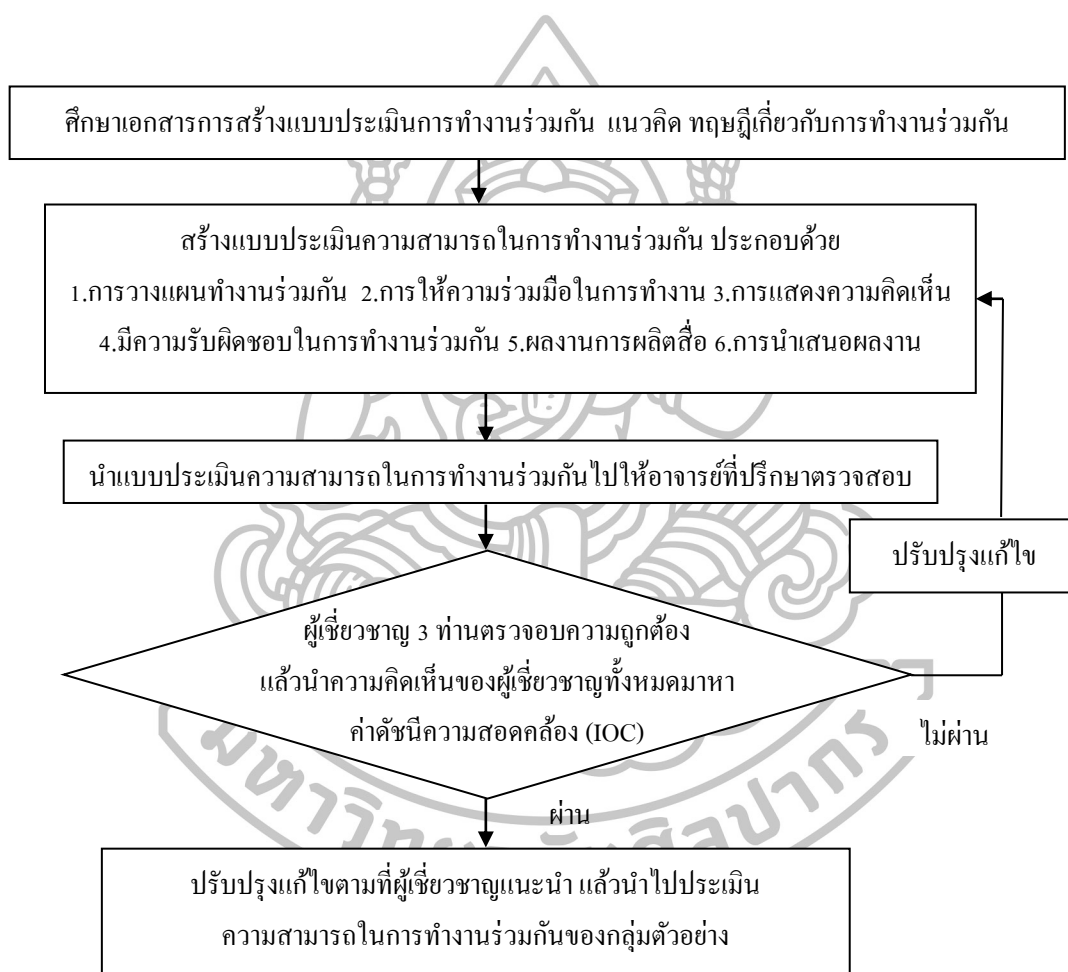 ศึกษาเอกสารการสร้างแบบประเมินการทำงานร่วมกัน แนวคิด ทฤษฎีเกี่ยวกับการทำงานร่วมกัน
สร้างแบบประเมินความสามารถในการทำงานร่วมกัน ประกอบด้วย
1.การวางแผนทำงานร่วมกัน 2.การให้ความร่วมมือในการทำงาน 3.การแสดงความคิดเห็น
4.มีความรับผิดชอบในการทำงานร่วมกัน 5.ผลงานการผลิตสื่อ 6.การนำเสนอผลงาน
นำแบบประเมินความสามารถในการทำงานร่วมกันไปให้อาจารย์ที่ปรึกษาตรวจสอบ
ปรับปรุงแก้ไข
ผู้เชี่ยวชาญ 3 ท่านตรวจอบความถูกต้อง
แล้วนำความคิดเห็นของผู้เชี่ยวชาญทั้งหมดมาหา
ค่าดัชนีความสอดคล้อง (IOC)
ไม่ผ่าน
ผ่าน
ปรับปรุงแก้ไขตามที่ผู้เชี่ยวชาญแนะนำ แล้วนำไปประเมิน
ความสามารถในการทำงานร่วมกันของกลุ่มตัวอย่าง